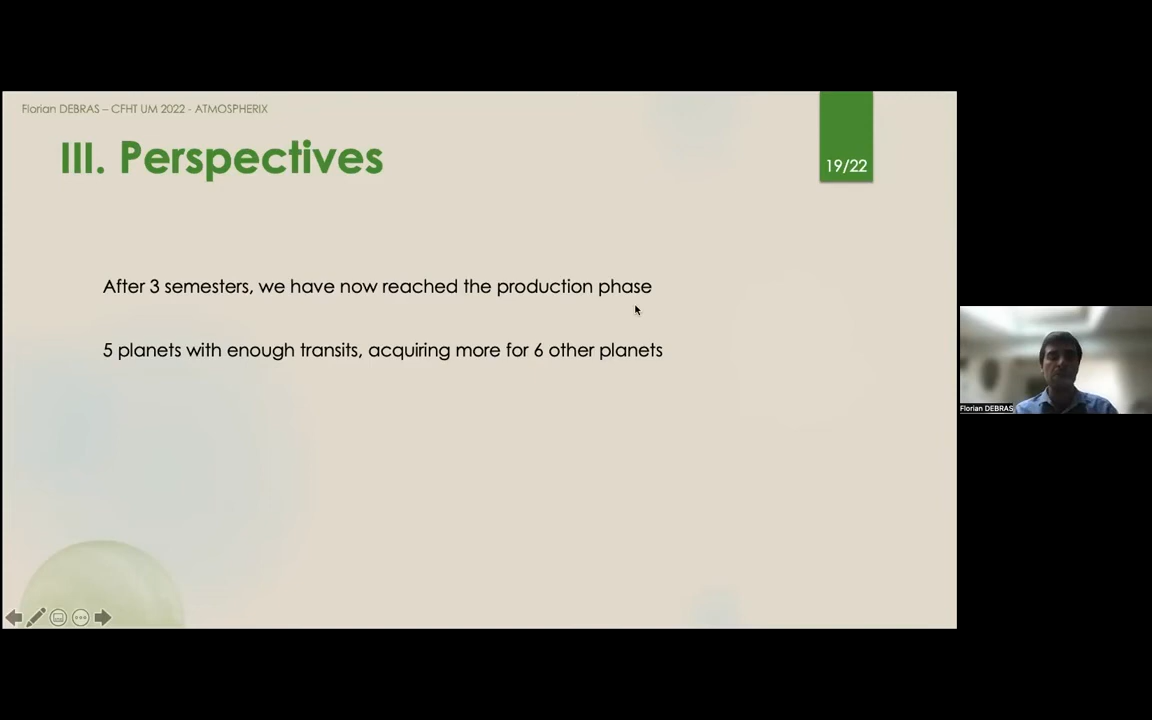 Florian DEBRAS – CFHT UM 2022 - ATMOSPHERIX
III. Perspectives
19/22
After 3 semesters, we have now reached the production phase
5 planets with enough transits, acquiring more for 6 other planets
Florian DEBRAS